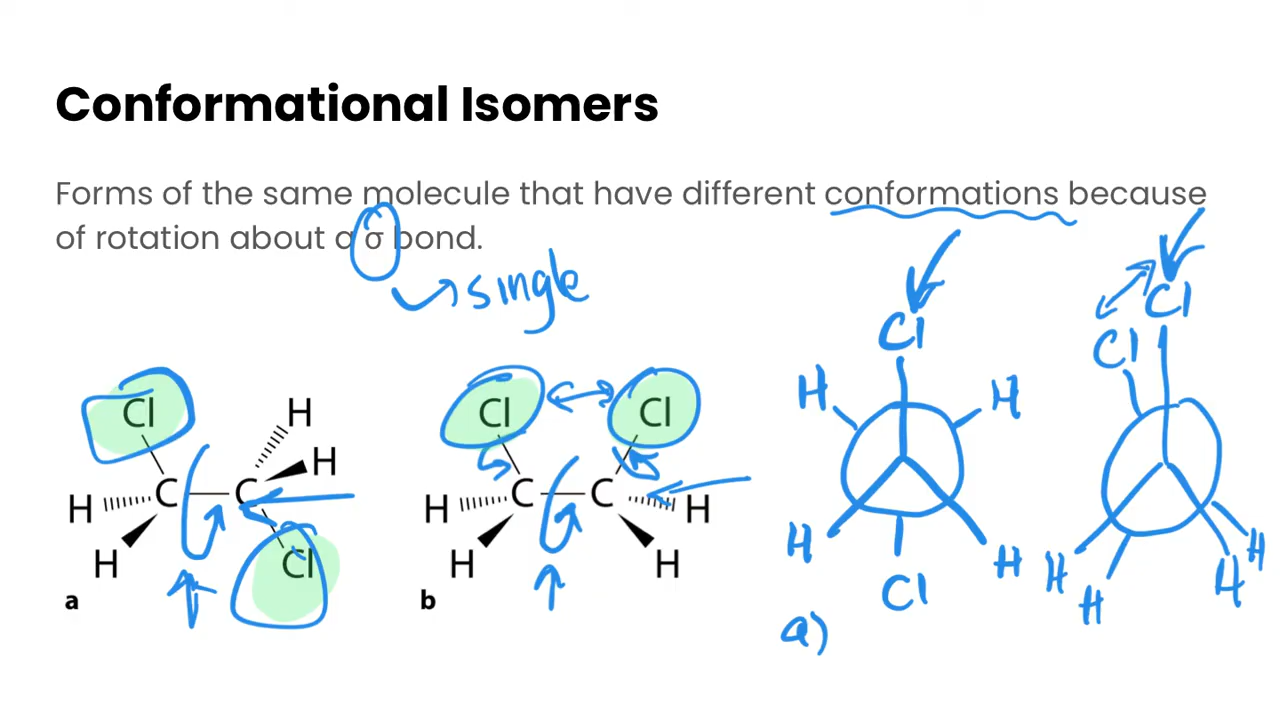 Conformational Isomers
Forms of the same molecule that have different conformations because
of rotation about a σ bond.
single
Cl
H
H
C
C
H
H
Cl
a
Cl
Cl
C
C
H
H
H
H
b
Cl
H
H
H
H
Cl
a)
Cl
Cl
H
H
H
H